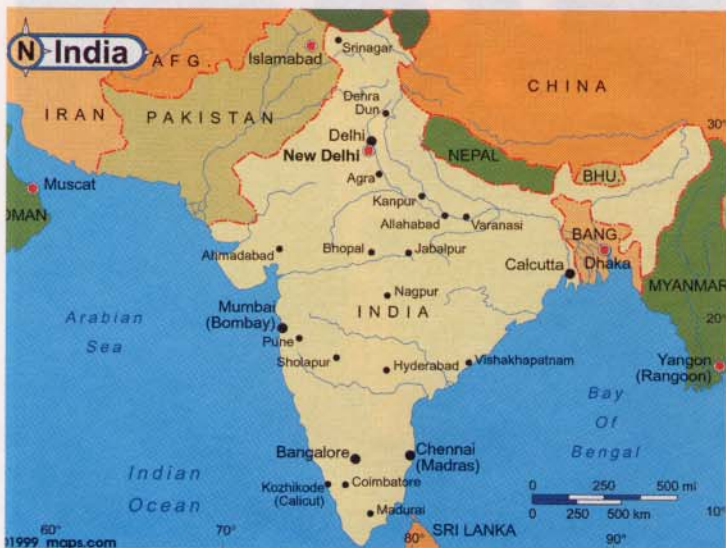 N India
AFG.
Islamabad
Srinagar
CHINA
IRAN
PAKISTAN
Dehra
Dun
Delhi
New Delhi
30°
NEPAL
BHU.
Muscat
OMAN
Agra
Kanpur
Allahabad
Varanasi
BANG.
Dhaka
Ahmadabad
Bhopal
Jabalpur
Calcutta
MYANMAR
Nagpur
INDIA
Mumbai
(Bombay)
Arabian
Sea
20°
Pune
Sholapur
Hyderabad
Vishakhapatnam
Yangon
(Rangoon)
Bay
Of
Bengal
Bangalore
Chennai
(Madras)
Indian
Ocean
Kozhikode
(Calicut)
Coimbatore
Madurai
0 250 500 mi
0 250 500 km
10°
60°
70°
80°
90°
SRI LANKA
©1999 maps.com